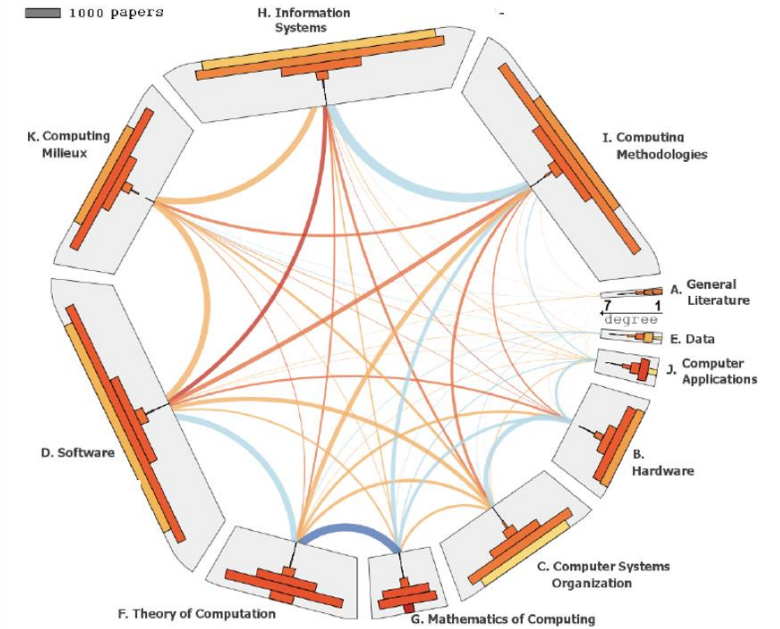 1000 papers
H. Information
Systems
I. Computing
Methodologies
K. Computing
Milieux
A. General
Literature
7 1
degree
E. Data
J. Computer
Applications
B.
Hardware
D. Software
C. Computer Systems
Organization
F. Theory of Computation
G. Mathematics of Computing